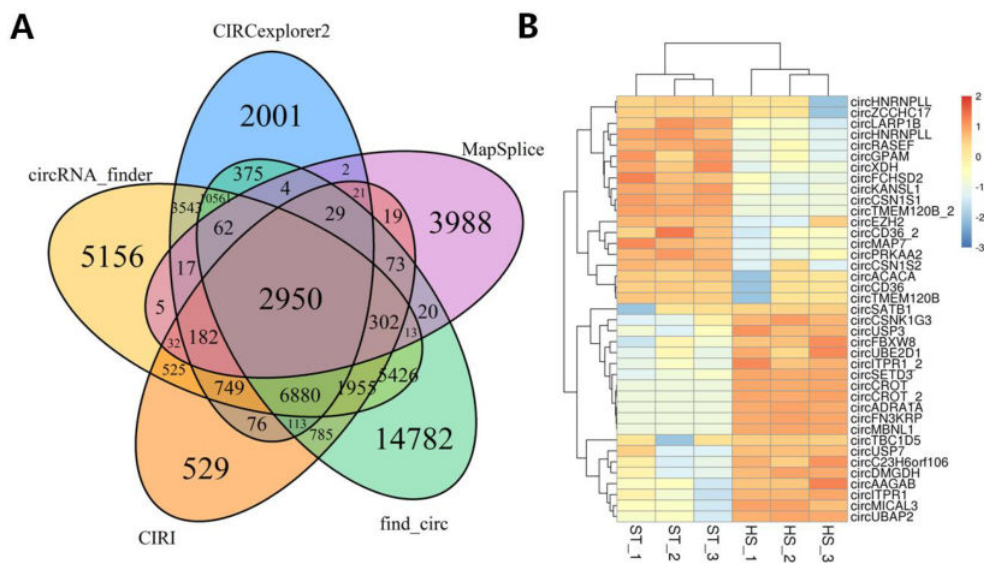 A
CIRCexplorer2
2001
MapSplice
circRNA_finder
375
2
4
21
3543
62
29
19
3988
5156
17
73
2950
5
20
302
13
182
32
525
749
6880
1955
5426
76
113
785
14782
529
find_circ
CIRI
B
circHNRNPLL
circZCCHC17
circLARP1B
circHNRNPLL
circRASEF
circGPAM
circXDH
circFCHSD2
circKANSL1
circCSN1S1
circTMEM120B_2
circEZH2
circCD36_2
circMAP7
circPRKAA2
circCSN1S2
circACACA
circCD36
circTMEM120B
circSATB1
circCSNK1G3
circUSP3
circFBXW8
circUBE2D1
circITPR1_2
circSETD3
circCROT
circCROT_2
circADRA1A
circFN3KRP
circMBNL1
circTBC1D5
circUSP7
circC23H6orf106
circDMGDH
circAAGAB
circITPR1
circMICAL3
circUBAP2
2
1
0
-1
-2
-3
ST_1
ST_2
ST_3
HS_1
HS_2
HS_3